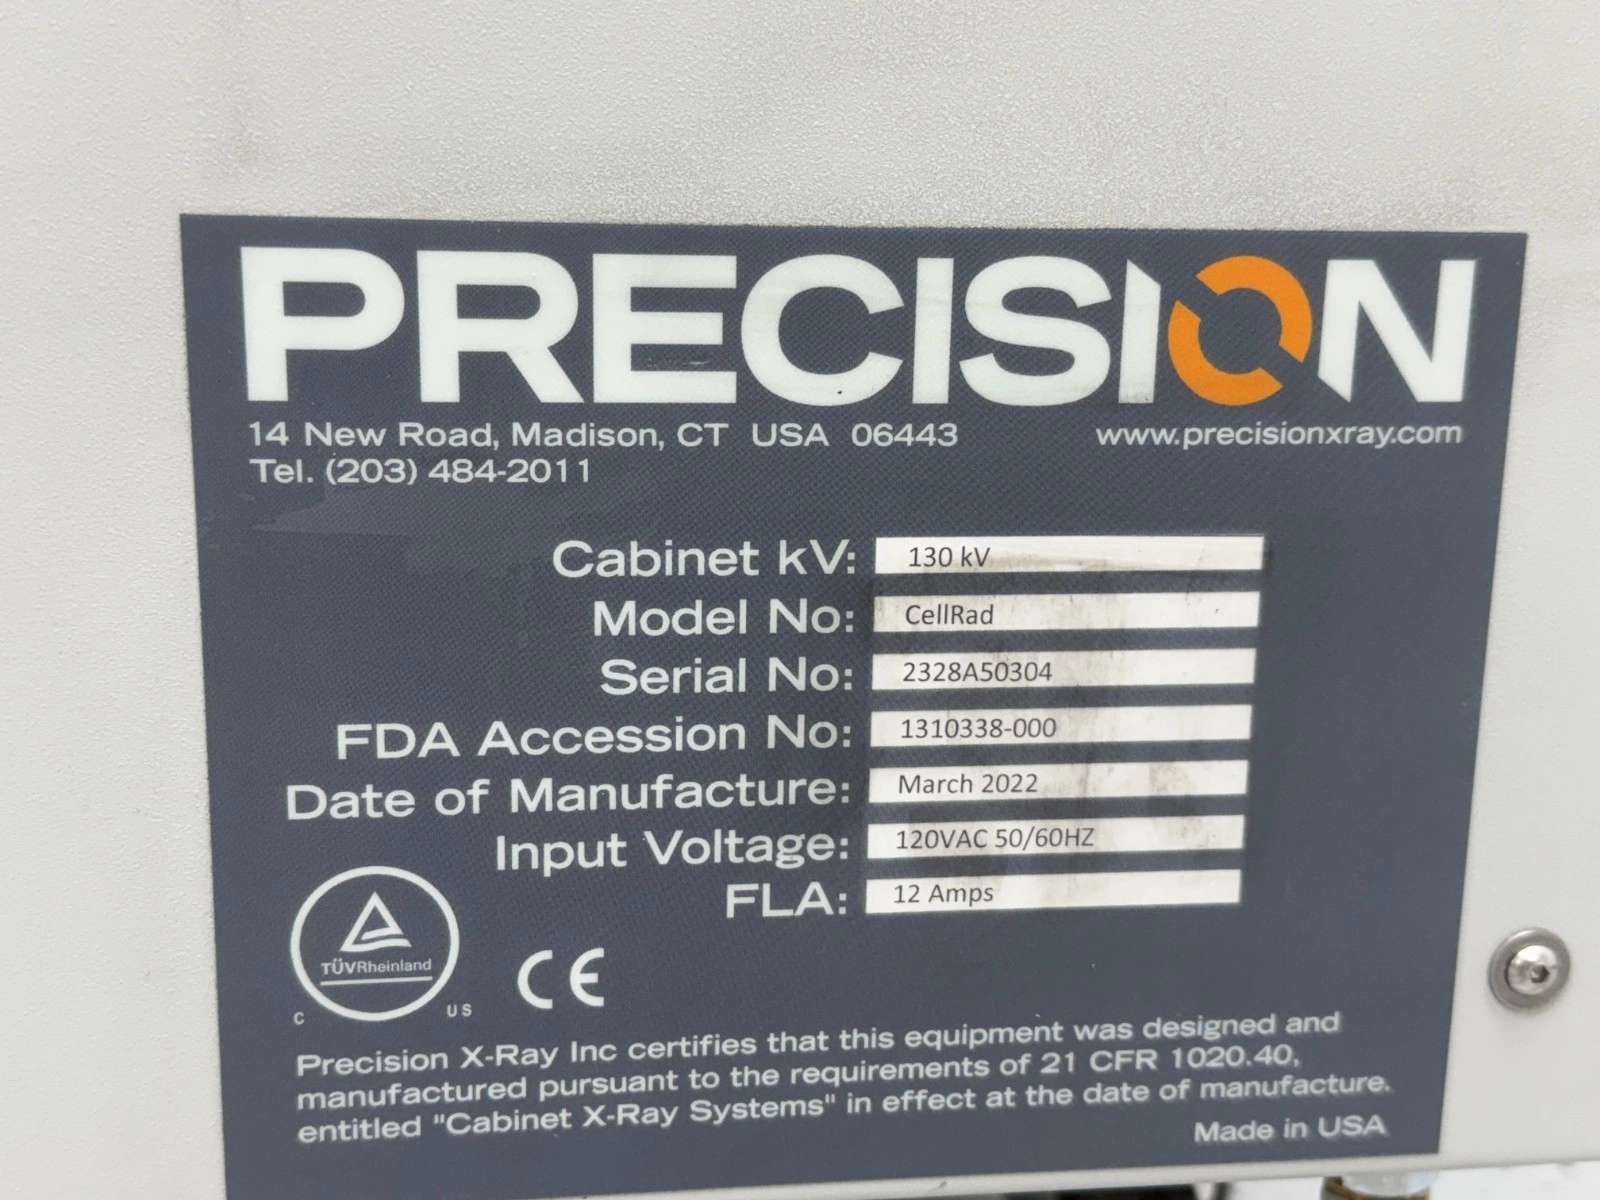 PRECISION
14 New Road, Madison, CT USA 06443 www.precisionxray.com
Tel. (203) 484-2011
Cabinet kV: 130 kV
Model No: CellRad
Serial No: 2328A50304
FDA Accession No: 1310338-000
Date of Manufacture: March 2022
Input Voltage: 120VAC 50/60HZ
FLA: 12 Amps
TÜVRheinland
C US
CE
Precision X-Ray Inc certifies that this equipment was designed and
manufactured pursuant to the requirements of 21 CFR 1020.40,
entitled "Cabinet X-Ray Systems" in effect at the date of manufacture.
Made in USA